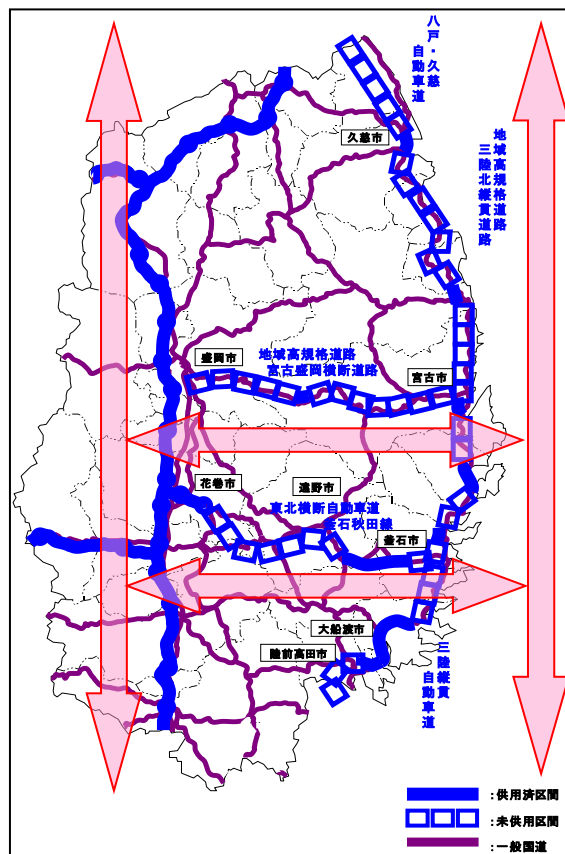 八戸・久慈
自動車道
久慈市
地域高規格道路
三陸北縦貫道路
盛岡市
地域高規格道路
宮古盛岡横断道路
宮古市
花巻市
遠野市
東北横断自動車道
釜石秋田線
釜石市
大船渡市
陸前高田市
三陸縦貫
自動車道
：供用済区間
：未供用区間
：一般国道